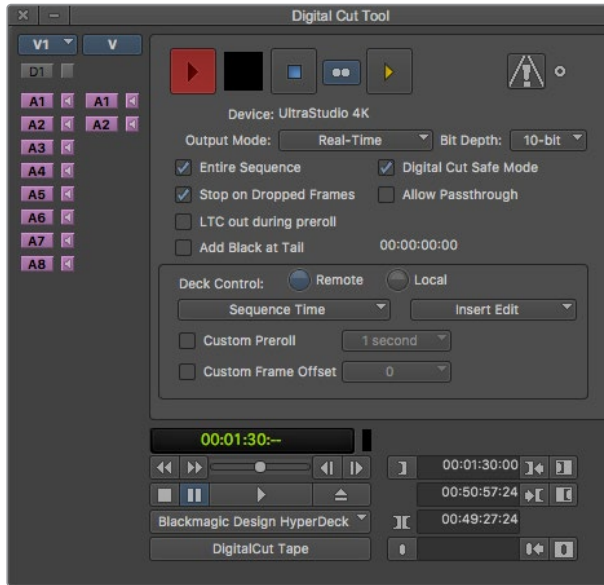 Digital Cut Tool
V1 V
D1
A1 A1
A2 A2
A3
A4
A5
A6
A7
A8
Device: UltraStudio 4K
Output Mode: Real-Time Bit Depth: 10-bit
Entire Sequence Digital Cut Safe Mode
Stop on Dropped Frames Allow Passthrough
LTC out during preroll
Add Black at Tail 00:00:00:00
Deck Control: Remote Local
Sequence Time Insert Edit
Custom Preroll 1 second
Custom Frame Offset 0
00:01:30:--
00:01:30:00
00:50:57:24
Blackmagic Design HyperDeck 00:49:27:24
DigitalCut Tape